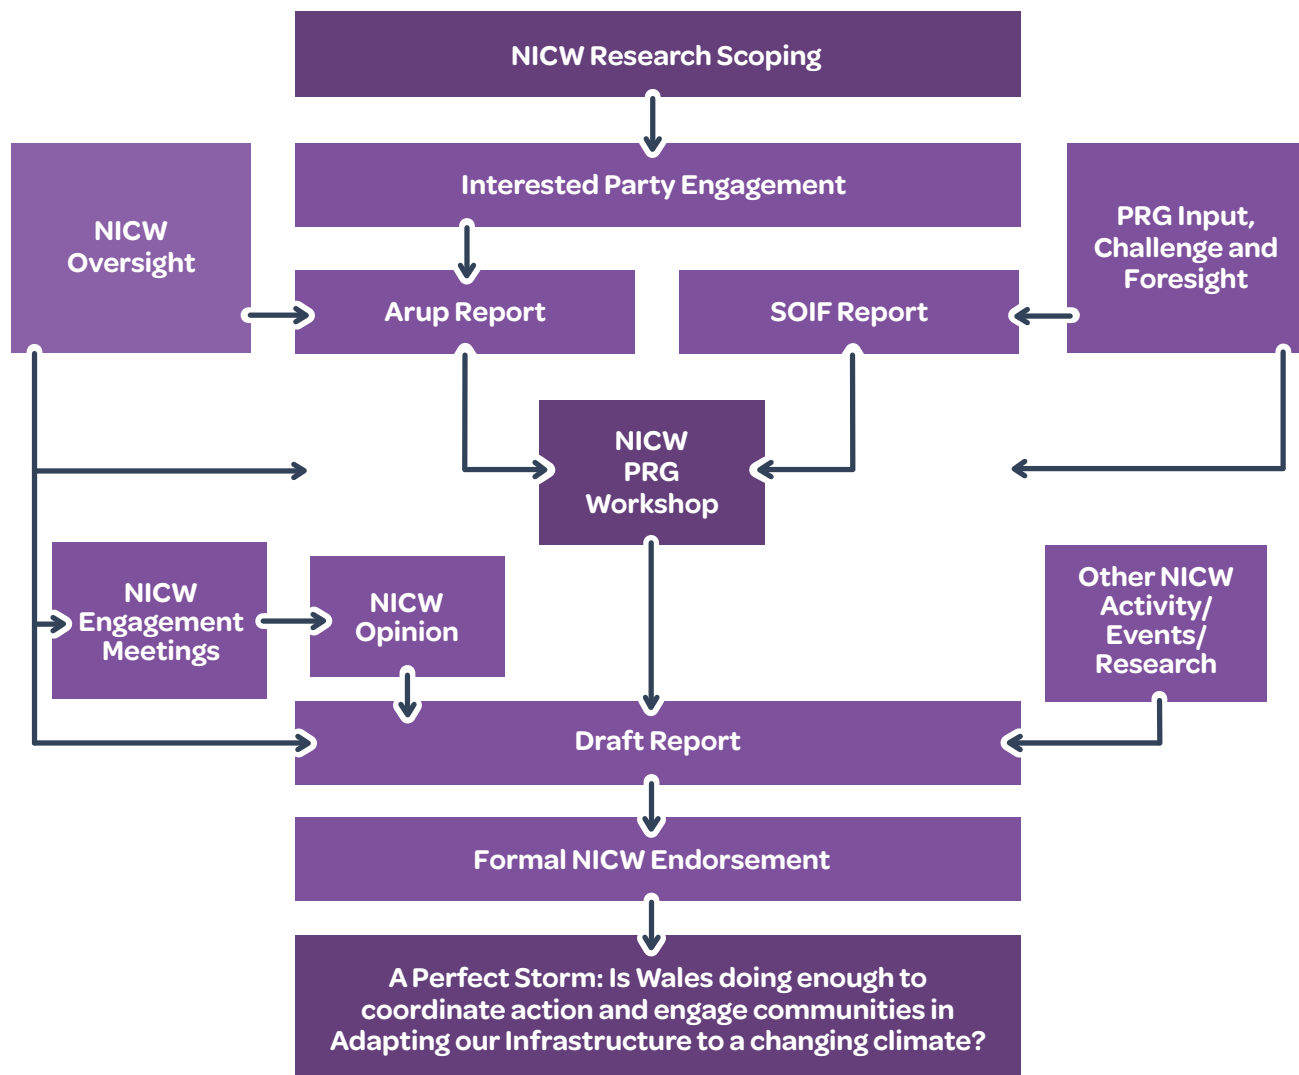 NICW Research Scoping
Interested Party Engagement
NICW
Oversight
PRG Input,
Challenge and
Foresight
Arup Report
SOIF Report
NICW
PRG
Workshop
NICW
Engagement
Meetings
NICW
Opinion
Other NICW
Activity/
Events/
Research
Draft Report
Formal NICW Endorsement
A Perfect Storm: Is Wales doing enough to
coordinate action and engage communities in
Adapting our Infrastructure to a changing climate?